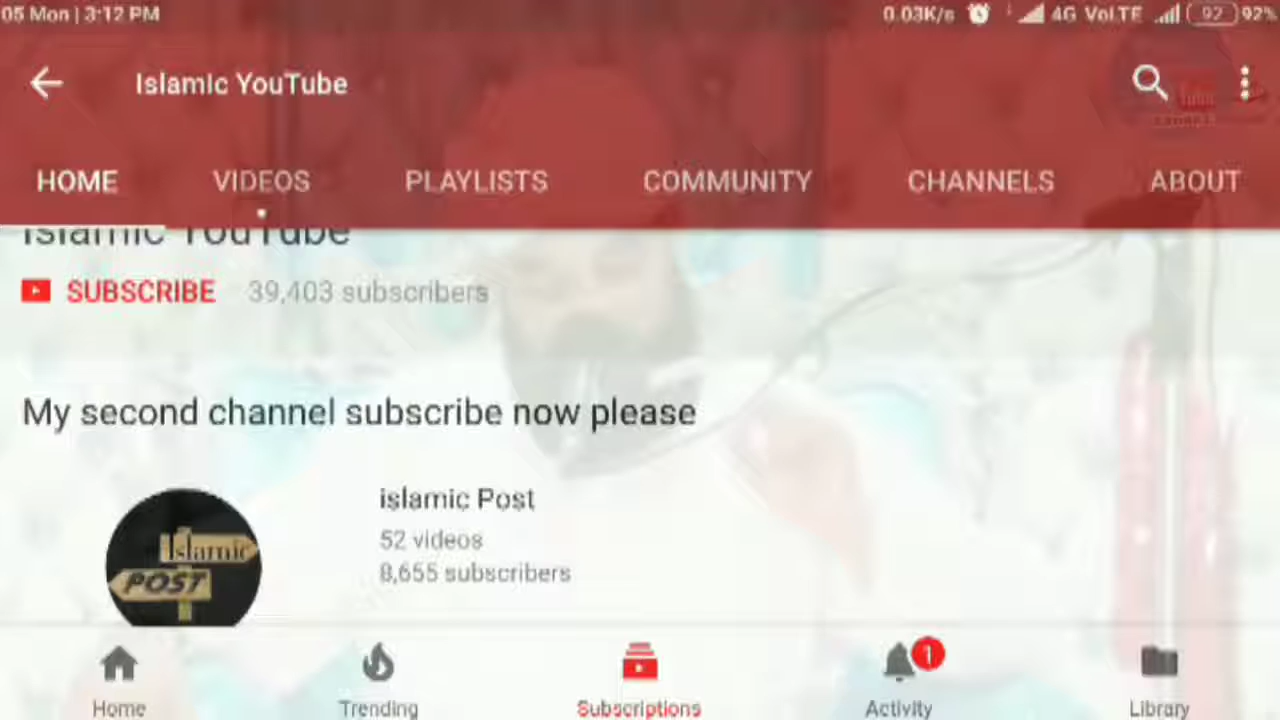 05 Mon | 3:12 PM 0.03K/s 4G VoLTE 92 92%
Islamic YouTube
HOME VIDEOS PLAYLISTS COMMUNITY CHANNELS ABOUT
Islamic YouTube
SUBSCRIBE 39,403 subscribers
My second channel subscribe now please
islamic Post
52 videos
8,655 subscribers
Islamic
POST
1
Home Trending Subscriptions Activity Library